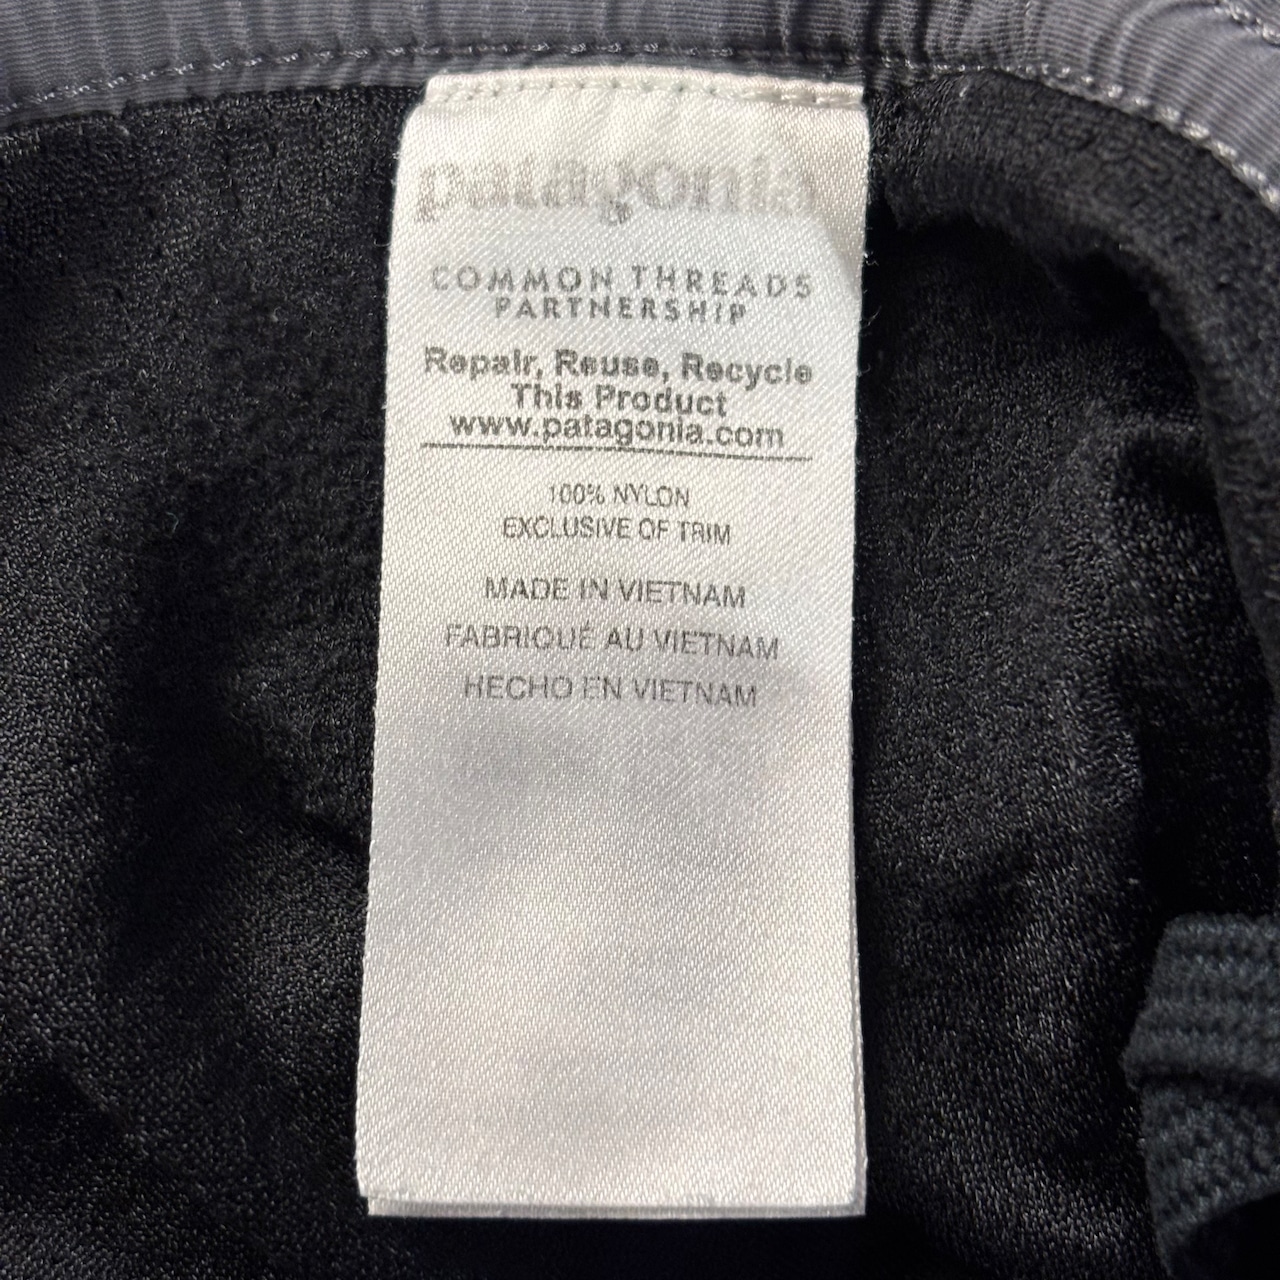 patagonia
COMMON THREADS
PARTNERSHIP
Repair, Reuse, Recycle
This Product
www.patagonia.com
100% NYLON
EXCLUSIVE OF TRIM
MADE IN VIETNAM
FABRIQUÉ AU VIETNAM
HECHO EN VIETNAM